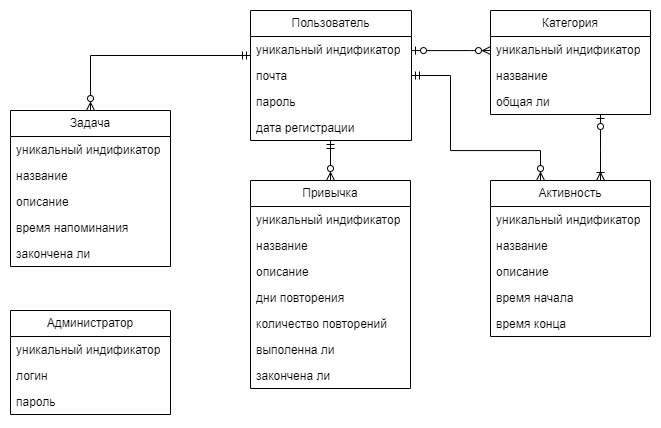 Пользователь
уникальный индификатор
почта
пароль
дата регистрации
Категория
уникальный индификатор
название
общая ли
Задача
уникальный индификатор
название
описание
время напоминания
закончена ли
Привычка
уникальный индификатор
название
описание
дни повторения
количество повторений
выполенна ли
закончена ли
Активность
уникальный индификатор
название
описание
время начала
время конца
Администратор
уникальный индификатор
логин
пароль